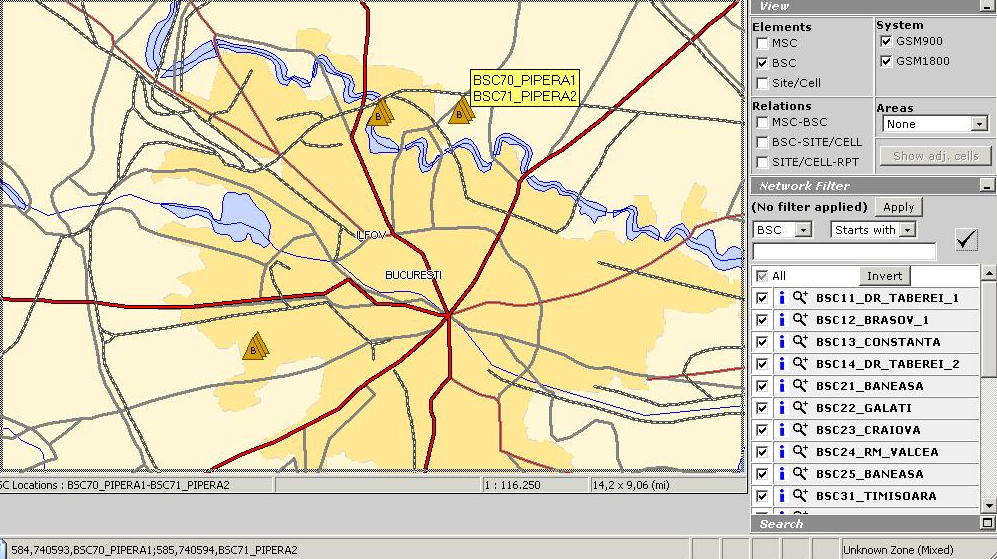 BSC70_PIPERA1
BSC71_PIPERA2
B
B
ILFOV
BUCURESTI
B
SC Locations : BSC70_PIPERA1-BSC71_PIPERA2
1 : 116.250
14,2 x 9,06 (mi)
View
Elements
MSC
BSC
Site/Cell
System
GSM900
GSM1800
Relations
MSC-BSC
BSC-SITE/CELL
SITE/CELL-RPT
Areas
None
Show adj. cells
Network Filter
(No filter applied)
Apply
BSC
Starts with
All
Invert
BSC11_DR_TABEREI_1
BSC12_BRASOV_1
BSC13_CONSTANTA
BSC14_DR_TABEREI_2
BSC21_BANEASA
BSC22_GALATI
BSC23_CRAIOVA
BSC24_RM_VALCEA
BSC25_BANEASA
BSC31_TIMISOARA
Search
584,740593,BSC70_PIPERA1;585,740594,BSC71_PIPERA2
Unknown Zone (Mixed)